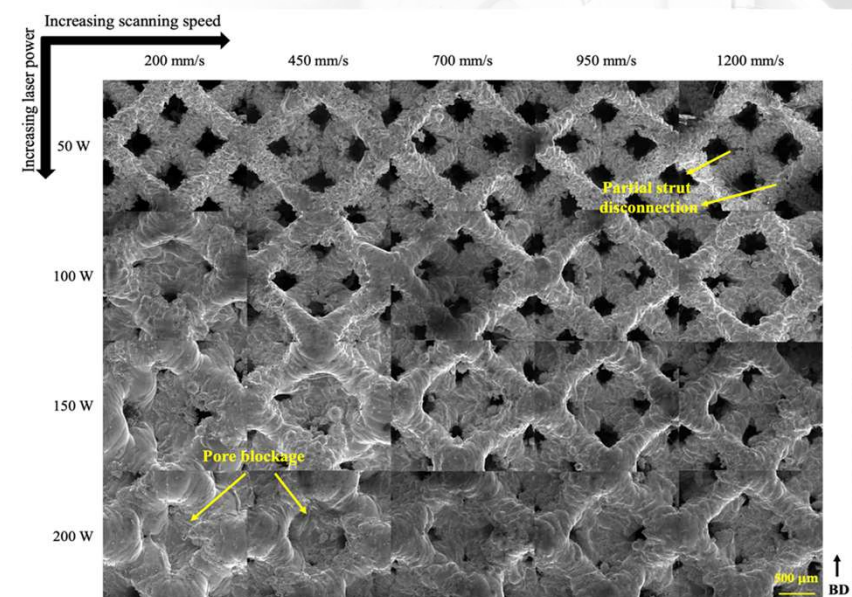 Increasing scanning speed
Increasing laser power
200 mm/s 450 mm/s 700 mm/s 950 mm/s 1200 mm/s
50 W
Partial strut
disconnection
100 W
150 W
Pore blockage
200 W
500 μm
BD